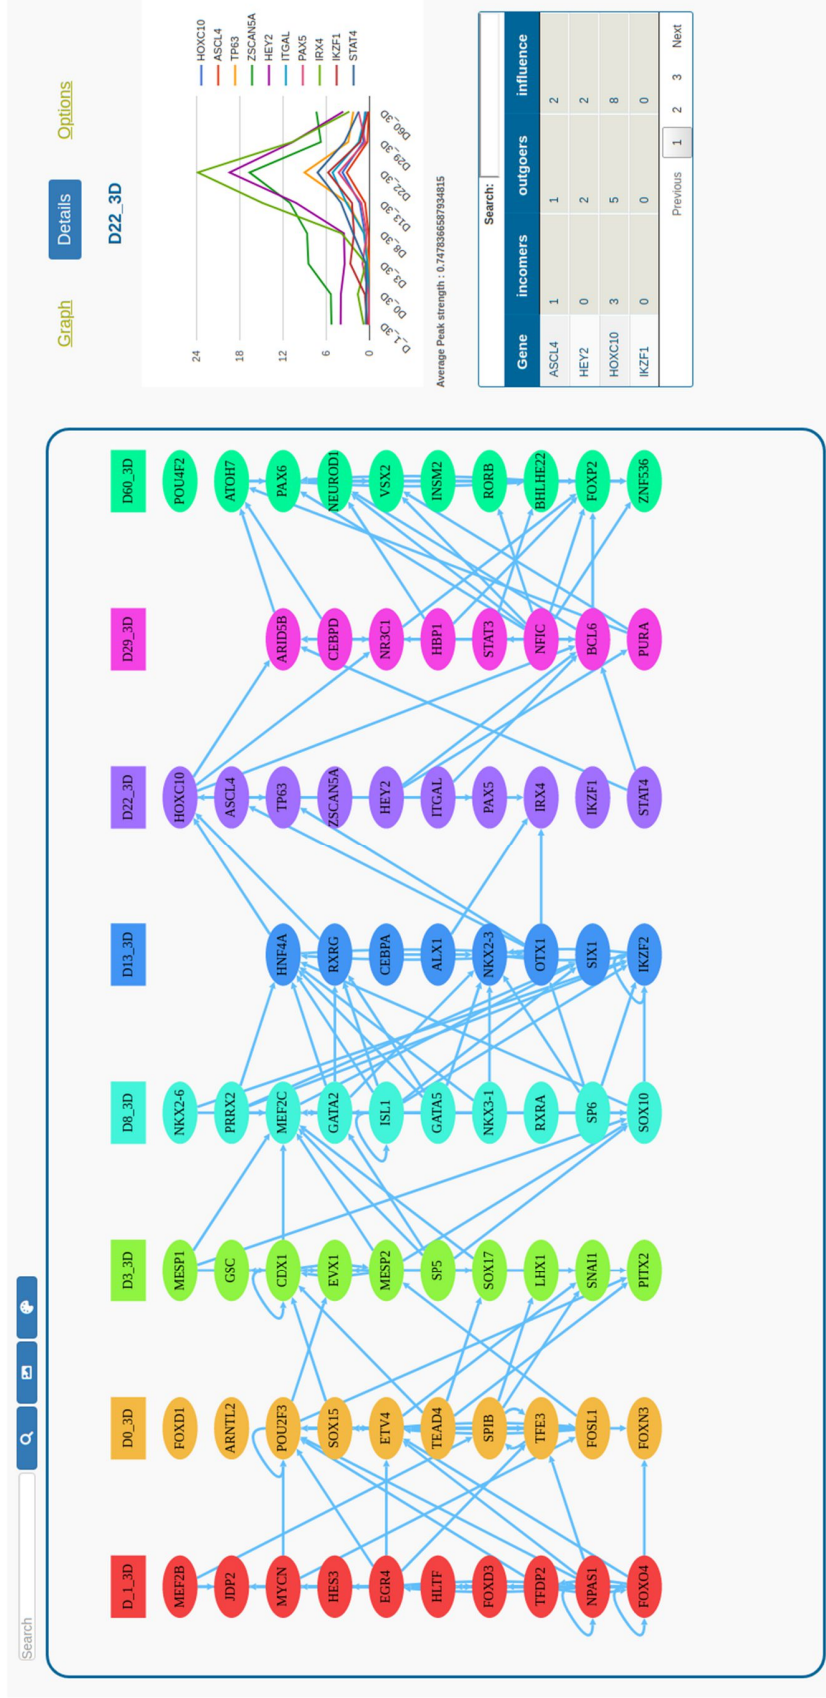 Search
D_1_3D D0_3D D3_3D D8_3D D13_3D D22_3D D29_3D D60_3D
MEF2B FOXD1 MESP1 NKX2-6 HOXC10 POU4F2
JDP2 ARNTL2 GSC PRRX2 ASCL4 ATOH7
MYCN POU2F3 CDX1 MEF2C HNF4A TP63 ARID5B PAX6
HES3 SOX15 EVX1 GATA2 RXRG ZSCAN5A CEBPD NEUROD1
EGR4 ETV4 MESP2 ISL1 CEBPA HEY2 NR3C1 VSX2
HLTF TEAD4 SP5 GATA5 ALX1 ITGAL HBP1 INSM2
FOXD3 SPIB SOX17 NKX3-1 NKX2-3 PAX5 STAT3 RORB
TFDP2 TFE3 LHX1 RXRA OTX1 IRX4 NFIC BHLHE22
NPAS1 FOSL1 SNAI1 SP6 SIX1 IKZF1 BCL6 FOXP2
FOXO4 FOXN3 PITX2 SOX10 IKZF2 STAT4 PURA ZNF536
Graph Details Options
D22_3D
24
18
12
6
0
D_1_3D D0_3D D3_3D D8_3D D13_3D D22_3D D29_3D D60_3D
HOXC10
ASCL4
TP63
ZSCAN5A
HEY2
ITGAL
PAX5
IRX4
IKZF1
STAT4
Average Peak strength : 0.7478366587934815
Search:
Gene incomers outgoers influence
ASCL4 1 1 2
HEY2 0 2 2
HOXC10 3 5 8
IKZF1 0 0 0
Previous 1 2 3 Next